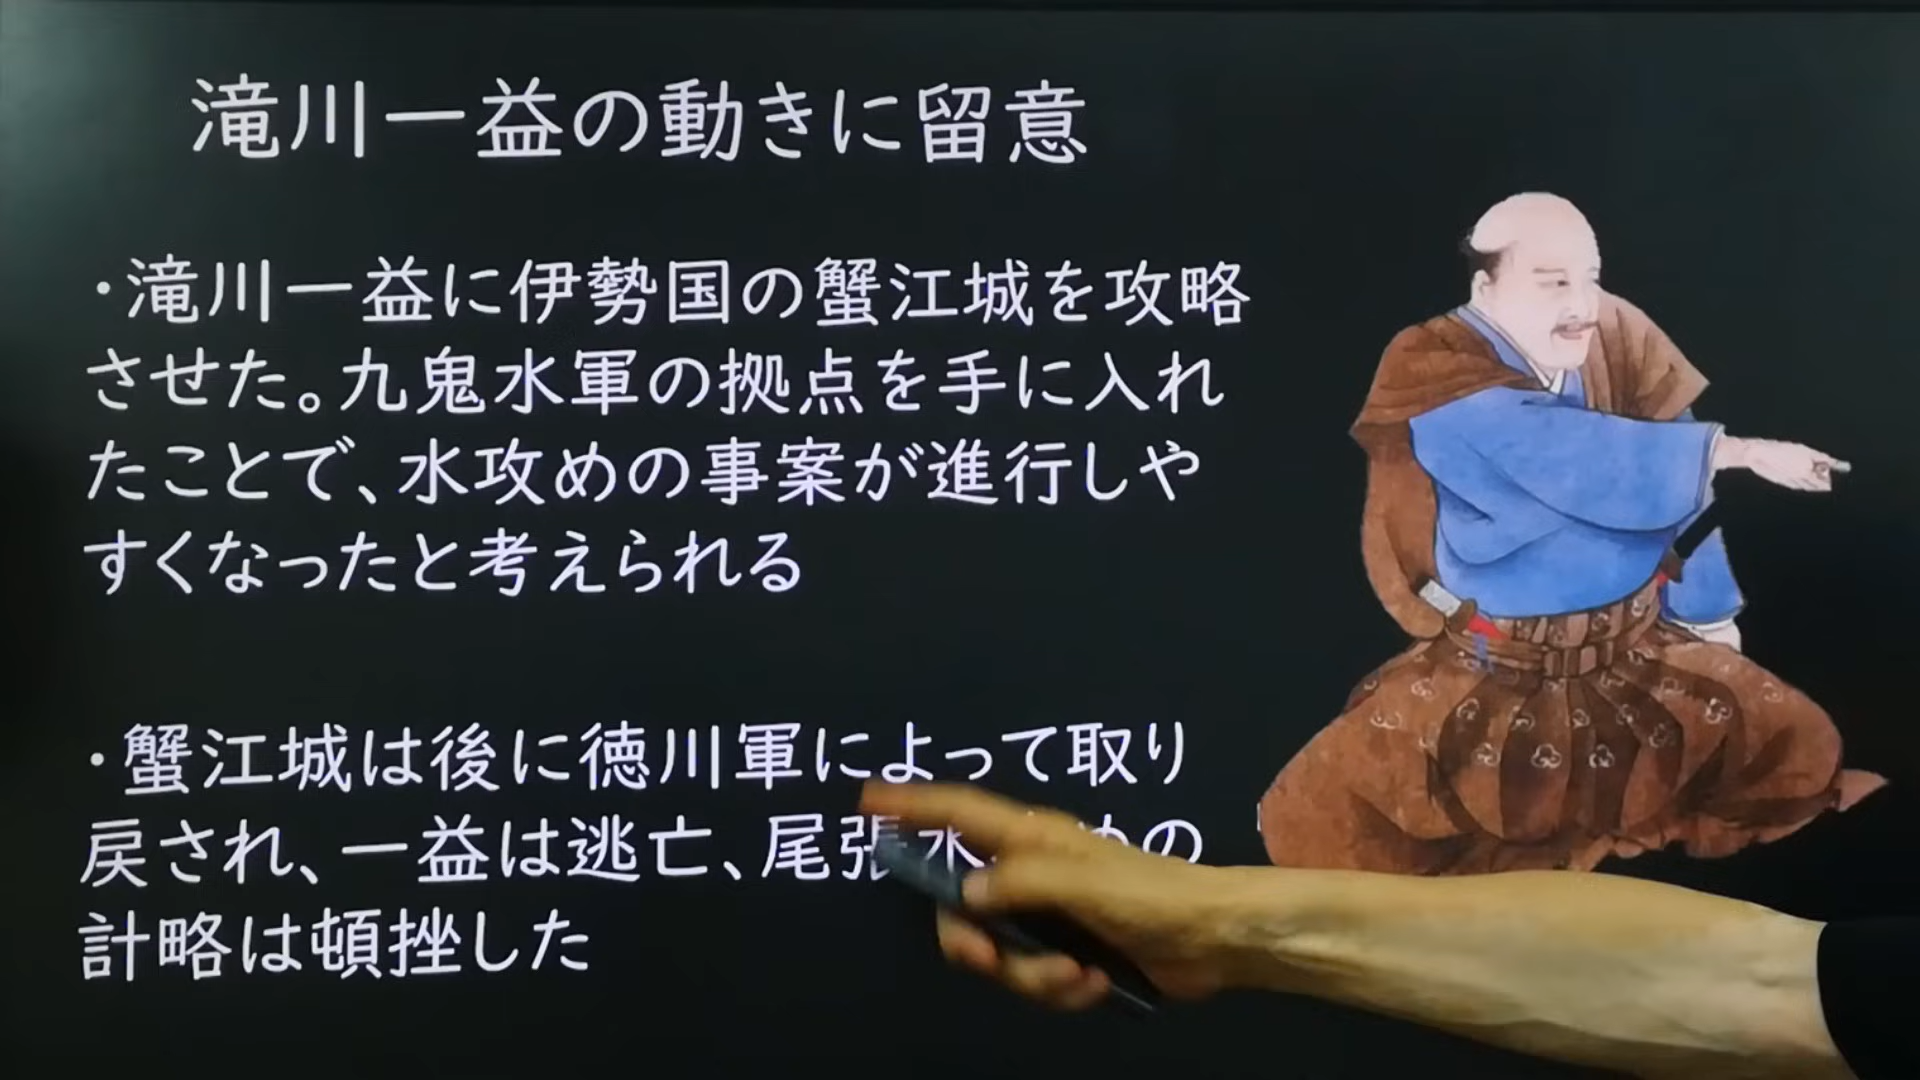 滝川一益の動きに留意
・滝川一益に伊勢国の蟹江城を攻略
させた。九鬼水軍の拠点を手に入れ
たことで、水攻めの事案が進行しや
すくなったと考えられる
・蟹江城は後に徳川軍によって取り
戻され、一益は逃亡、尾張水 めの
計略は頓挫した